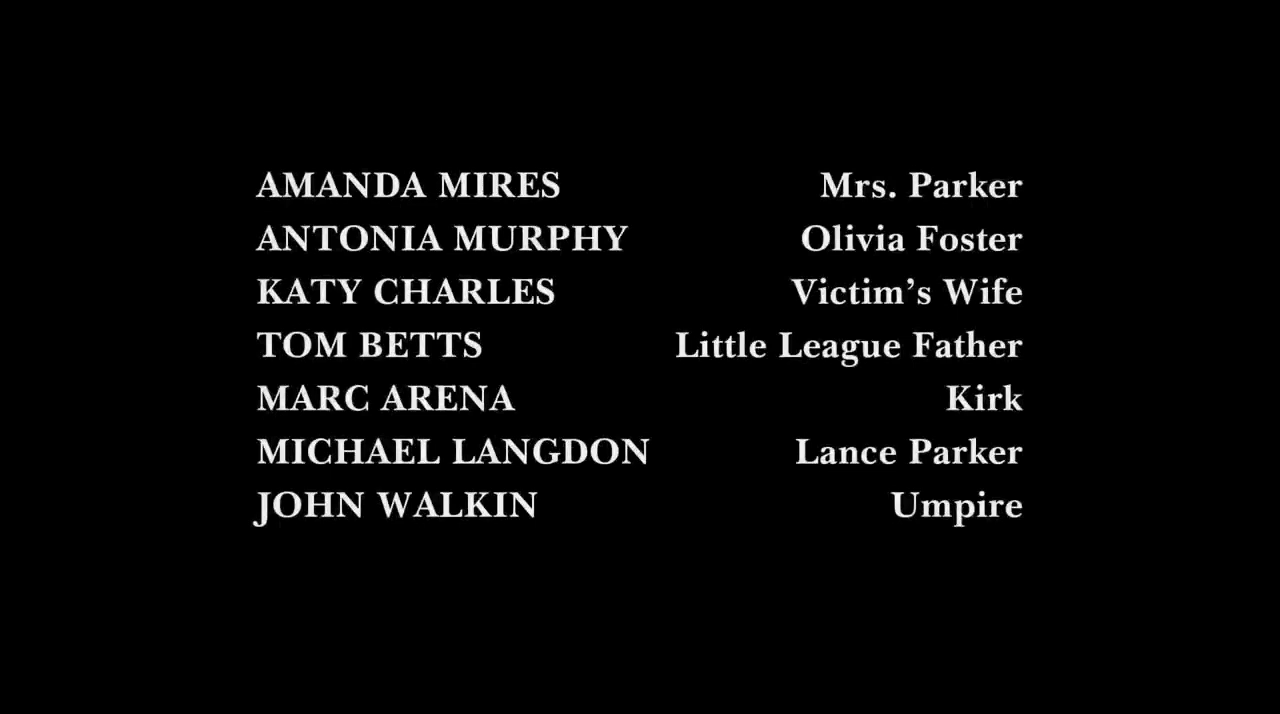 AMANDA MIRES Mrs. Parker
ANTONIA MURPHY Olivia Foster
KATY CHARLES Victim’s Wife
TOM BETTS Little League Father
MARC ARENA Kirk
MICHAEL LANGDON Lance Parker
JOHN WALKIN Umpire